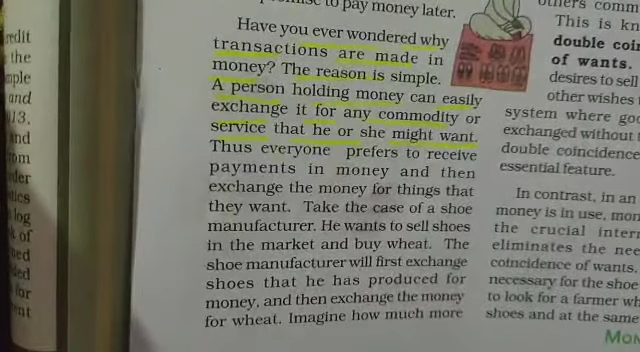 redit
the
and
13.
and
log
of
for
to pay money later.
Have you ever wondered why
transactions are made in
money? The reason is simple.
A person holding money can easily
exchange it for any commodity or
service that he or she might want.
Thus everyone prefers to receive
payments in money and then
exchange the money for things that
they want. Take the case of a shoe
manufacturer. He wants to sell shoes
in the market and buy wheat. The
shoe manufacturer will first exchange
shoes that he has produced for
money, and then exchange the money
for wheat. Imagine how much more
others comm
This is kn
double coin
of wants.
desires to sell
other wishes
system where goo
exchanged without
double coincidence
essential feature.
In contrast, in an
money is in use, mon
the crucial inter
eliminates the nee
coincidence of wants.
necessary for the shoe
to look for a farmer wh
shoes and at the same